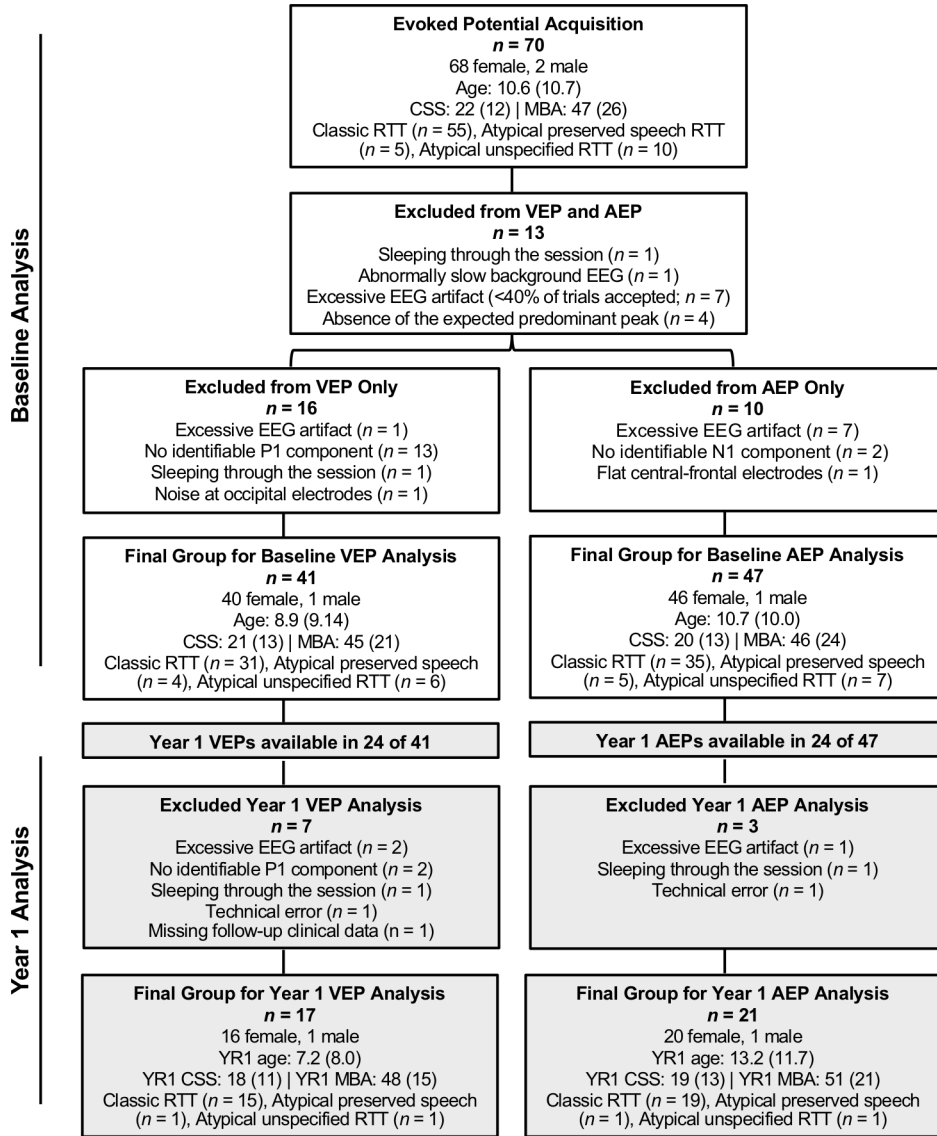 Baseline Analysis
Evoked Potential Acquisition
n = 70
68 female, 2 male
Age: 10.6 (10.7)
CSS: 22 (12) | MBA: 47 (26)
Classic RTT (n = 55), Atypical preserved speech RTT
(n = 5), Atypical unspecified RTT (n = 10)
Excluded from VEP and AEP
n = 13
Sleeping through the session (n = 1)
Abnormally slow background EEG (n = 1)
Excessive EEG artifact (<40% of trials accepted; n = 7)
Absence of the expected predominant peak (n = 4)
Excluded from VEP Only
n = 16
Excessive EEG artifact (n = 1)
No identifiable P1 component (n = 13)
Sleeping through the session (n = 1)
Noise at occipital electrodes (n = 1)
Excluded from AEP Only
n = 10
Excessive EEG artifact (n = 7)
No identifiable N1 component (n = 2)
Flat central-frontal electrodes (n = 1)
Final Group for Baseline VEP Analysis
n = 41
40 female, 1 male
Age: 8.9 (9.14)
CSS: 21 (13) | MBA: 45 (21)
Classic RTT (n = 31), Atypical preserved speech
(n = 4), Atypical unspecified RTT (n = 6)
Final Group for Baseline AEP Analysis
n = 47
46 female, 1 male
Age: 10.7 (10.0)
CSS: 20 (13) | MBA: 46 (24)
Classic RTT (n = 35), Atypical preserved speech
(n = 5), Atypical unspecified RTT (n = 7)
Year 1 Analysis
Year 1 VEPs available in 24 of 41
Year 1 AEPs available in 24 of 47
Excluded Year 1 VEP Analysis
n = 7
Excessive EEG artifact (n = 2)
No identifiable P1 component (n = 2)
Sleeping through the session (n = 1)
Technical error (n = 1)
Missing follow-up clinical data (n = 1)
Excluded Year 1 AEP Analysis
n = 3
Excessive EEG artifact (n = 1)
Sleeping through the session (n = 1)
Technical error (n = 1)
Final Group for Year 1 VEP Analysis
n = 17
16 female, 1 male
YR1 age: 7.2 (8.0)
YR1 CSS: 18 (11) | YR1 MBA: 48 (15)
Classic RTT (n = 15), Atypical preserved speech
(n = 1), Atypical unspecified RTT (n = 1)
Final Group for Year 1 AEP Analysis
n = 21
20 female, 1 male
YR1 age: 13.2 (11.7)
YR1 CSS: 19 (13) | YR1 MBA: 51 (21)
Classic RTT (n = 19), Atypical preserved speech
(n = 1), Atypical unspecified RTT (n = 1)